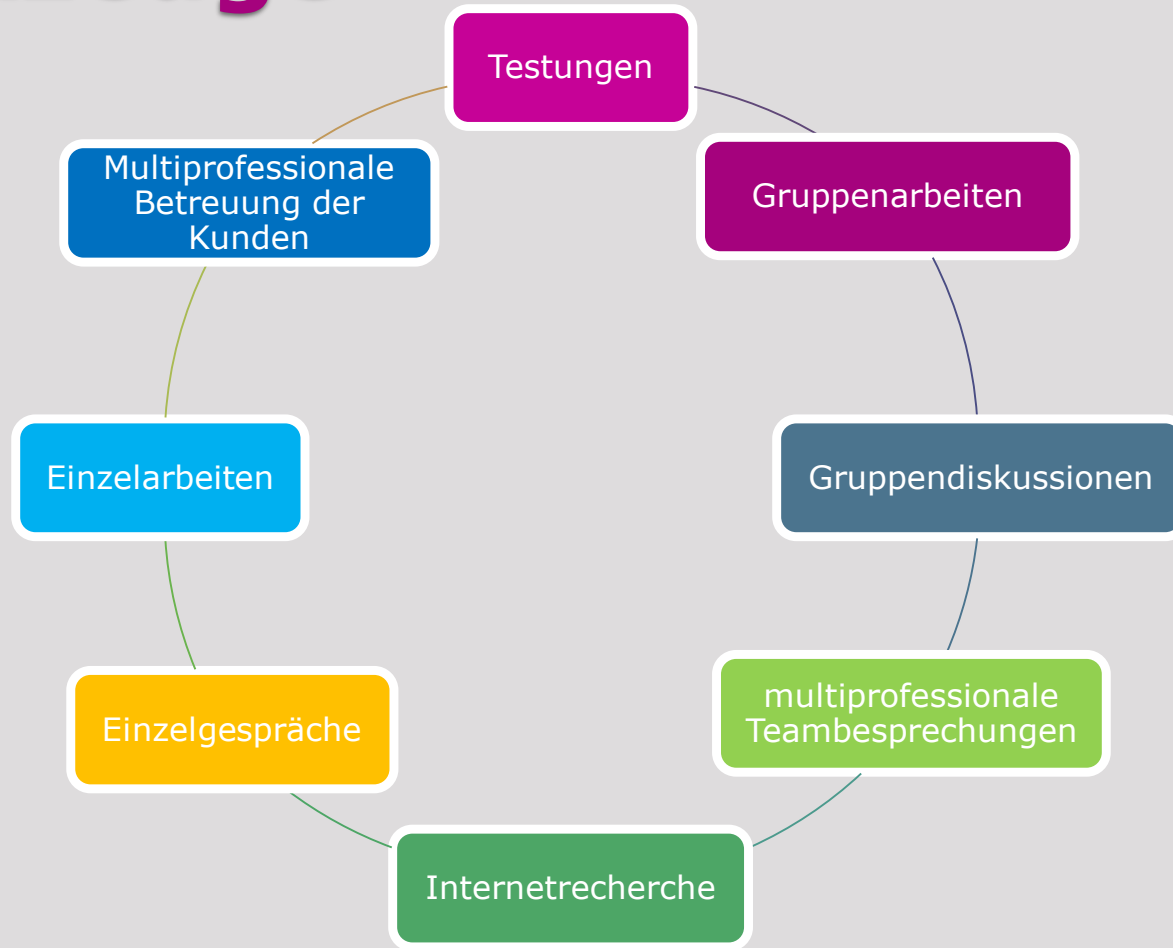 Testungen
Gruppenarbeiten
Gruppendiskussionen
multiprofessionale
Teambesprechungen
Internetrecherche
Einzelgespräche
Einzelarbeiten
Multiprofessionale
Betreuung der
Kunden